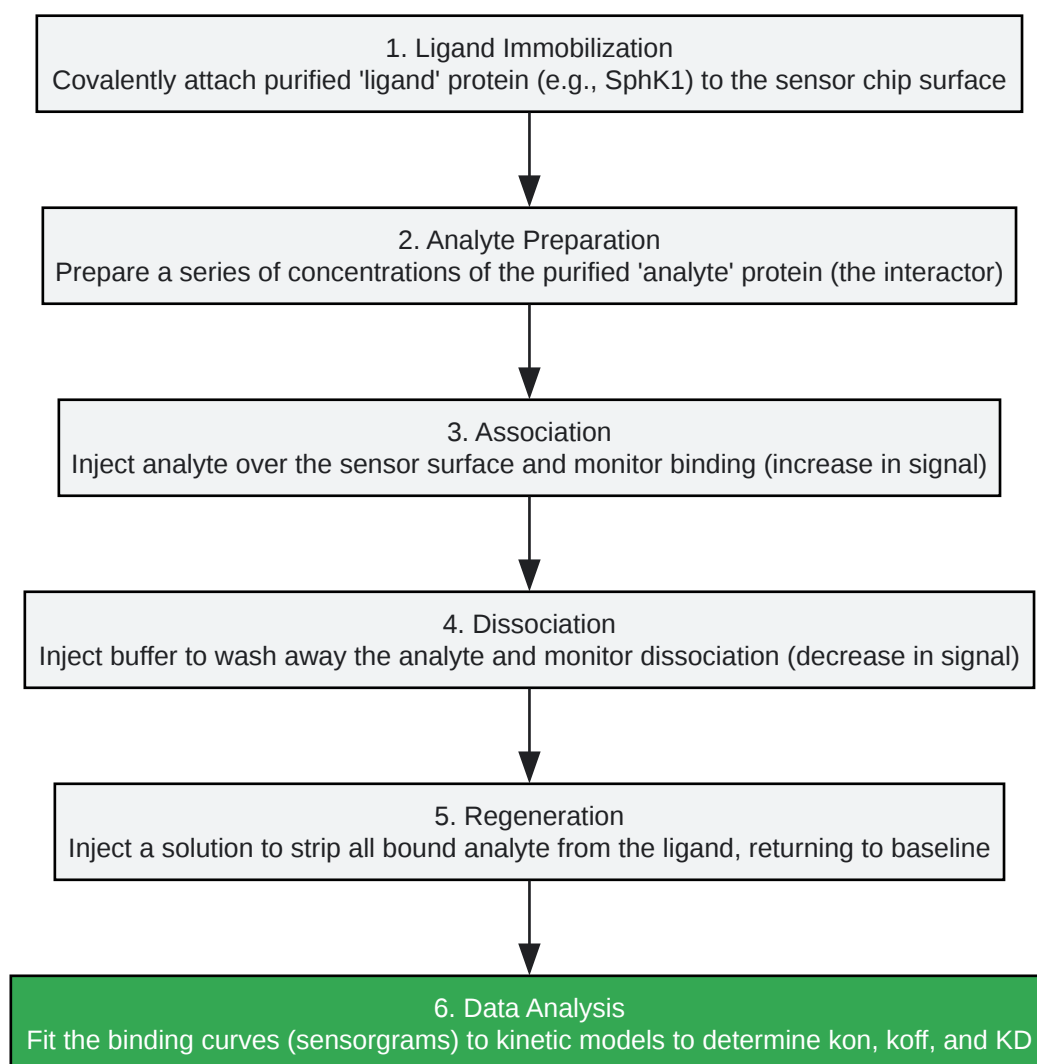 1. Ligand Immobilization
Covalently attach purified 'ligand' protein (e.g., SphK1) to the sensor chip surface
2. Analyte Preparation
Prepare a series of concentrations of the purified 'analyte' protein (the interactor)
3. Association
Inject analyte over the sensor surface and monitor binding (increase in signal)
4. Dissociation
Inject buffer to wash away the analyte and monitor dissociation (decrease in signal)
5. Regeneration
Inject a solution to strip all bound analyte from the ligand, returning to baseline
6. Data Analysis
Fit the binding curves (sensorgrams) to kinetic models to determine kon, koff, and KD